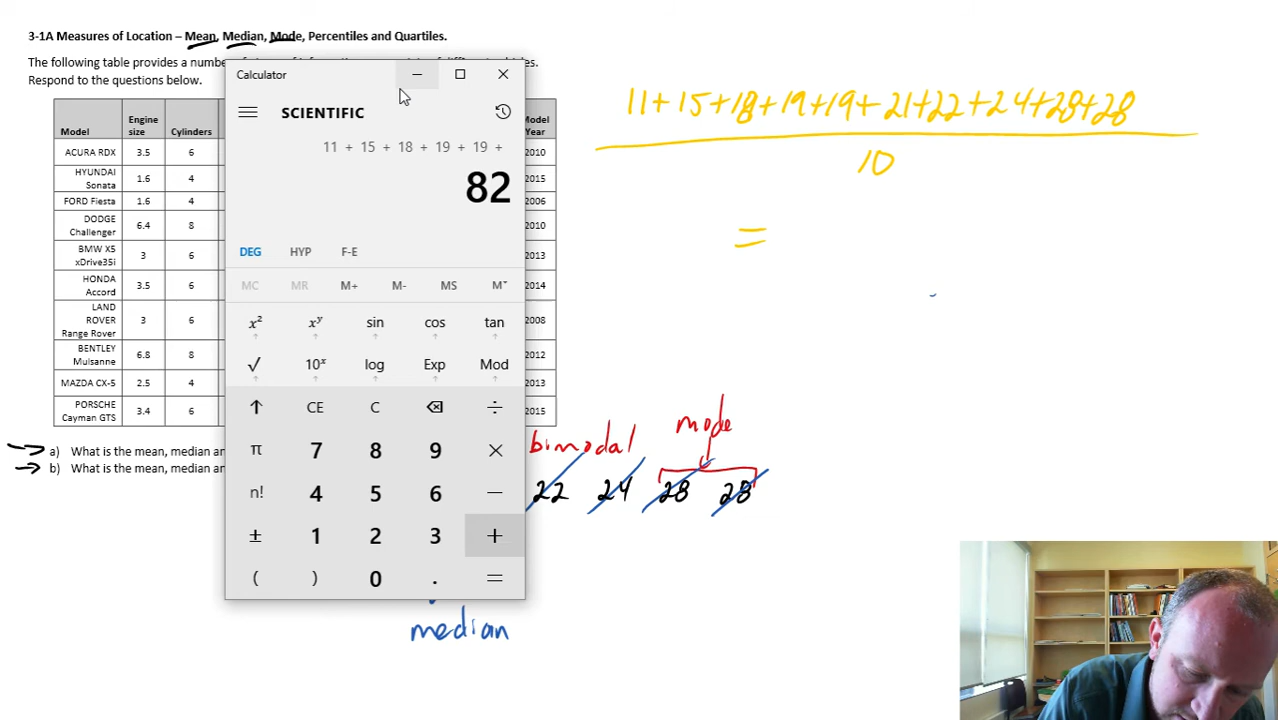 3-1A Measures of Location – Mean, Median, Mode, Percentiles and Quartiles.
The following table provides a numbe
Respond to the questions below.
Model Engine size Cylinders Model Year
ACURA RDX 3.5 6 2010
HYUNDAI Sonata 1.6 4 2015
FORD Fiesta 1.6 4 2006
DODGE Challenger 6.4 8 2010
BMW X5 xDrive35i 3 6 2013
HONDA Accord 3.5 6 2014
LAND ROVER Range Rover 3 6 2008
BENTLEY Mulsanne 6.8 8 2012
MAZDA CX-5 2.5 4 2013
PORSCHE Cayman GTS 3.4 6 2015
a) What is the mean, median an
b) What is the mean, median an
Calculator
SCIENTIFIC
11 + 15 + 18 + 19 + 19 +
82
DEG HYP F-E
MC MR M+ M- MS M˅
x² xʸ sin cos tan
√ 10ˣ log Exp Mod
↑ CE C ⌫ ÷
π 7 8 9 ×
n! 4 5 6 −
± 1 2 3 +
( ) 0 . =
11+15+18+19+19+21+22+24+28+28
10
=
bimodal mode
22 24 28 28
median